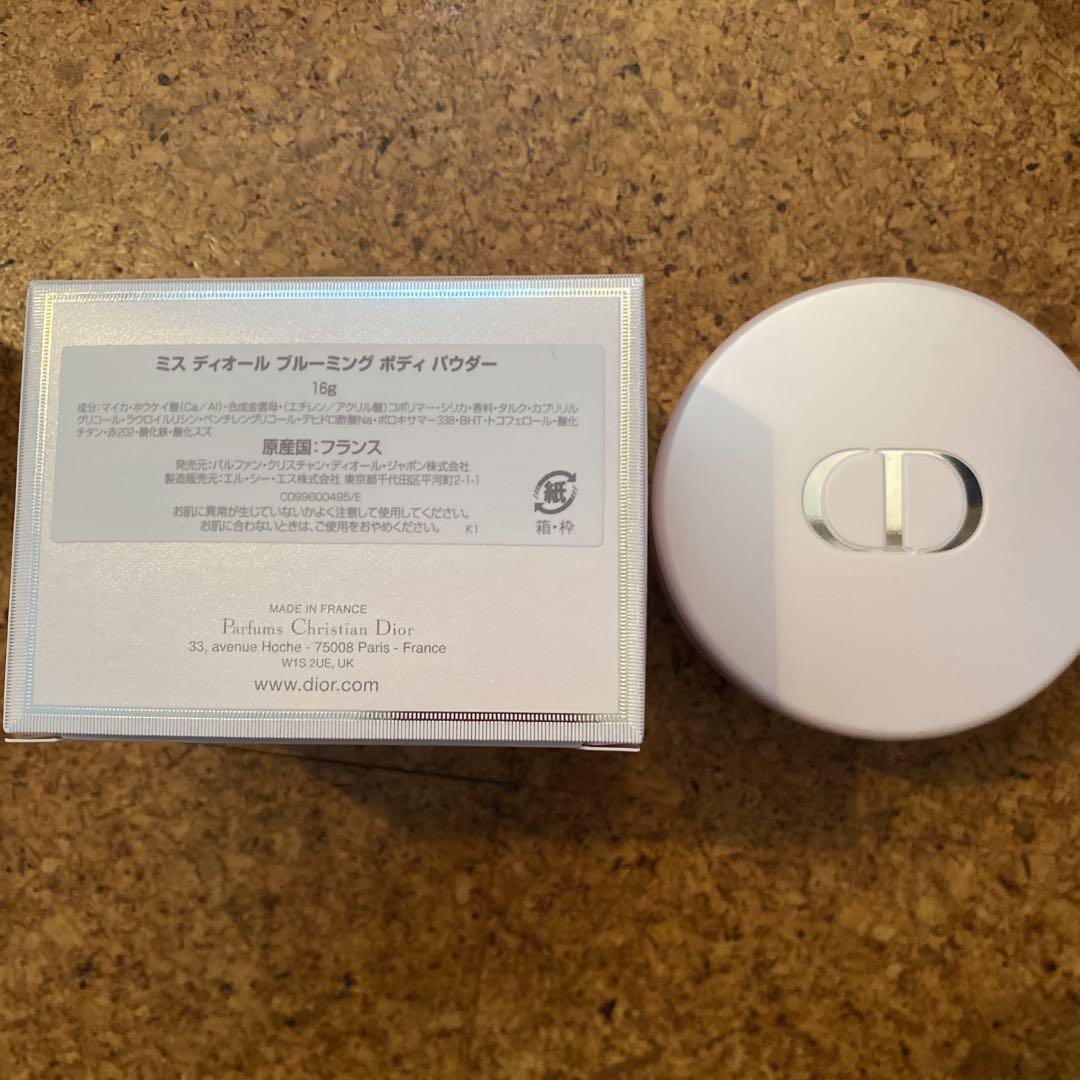 ミス ディオール ブルーミング ボディ パウダー
16g
成分:マイカ・ホウケイ酸(Ca/Al)・合成金雲母・(エチレン/アクリル酸)コポリマー・シリカ・香料・タルク・カプリリル
グリコール・ラウロイルリシン・ペンチレングリコール・デヒドロ酢酸Na・ポロキサマー338・BHT・トコフェロール・酸化
チタン・赤202・酸化鉄・酸化スズ
原産国:フランス
発売元:パルファン・クリスチャン・ディオール・ジャポン株式会社
製造販売元:エル・シー・エス株式会社 東京都千代田区平河町2-1-1
C099600495/E
お肌に異常が生じていないかよく注意して使用してください。
お肌に合わないときは、ご使用をおやめください。 K1
紙
箱・枠
MADE IN FRANCE
Parfums Christian Dior
33, avenue Hoche - 75008 Paris - France
W1S 2UE, UK
www.dior.com
CD